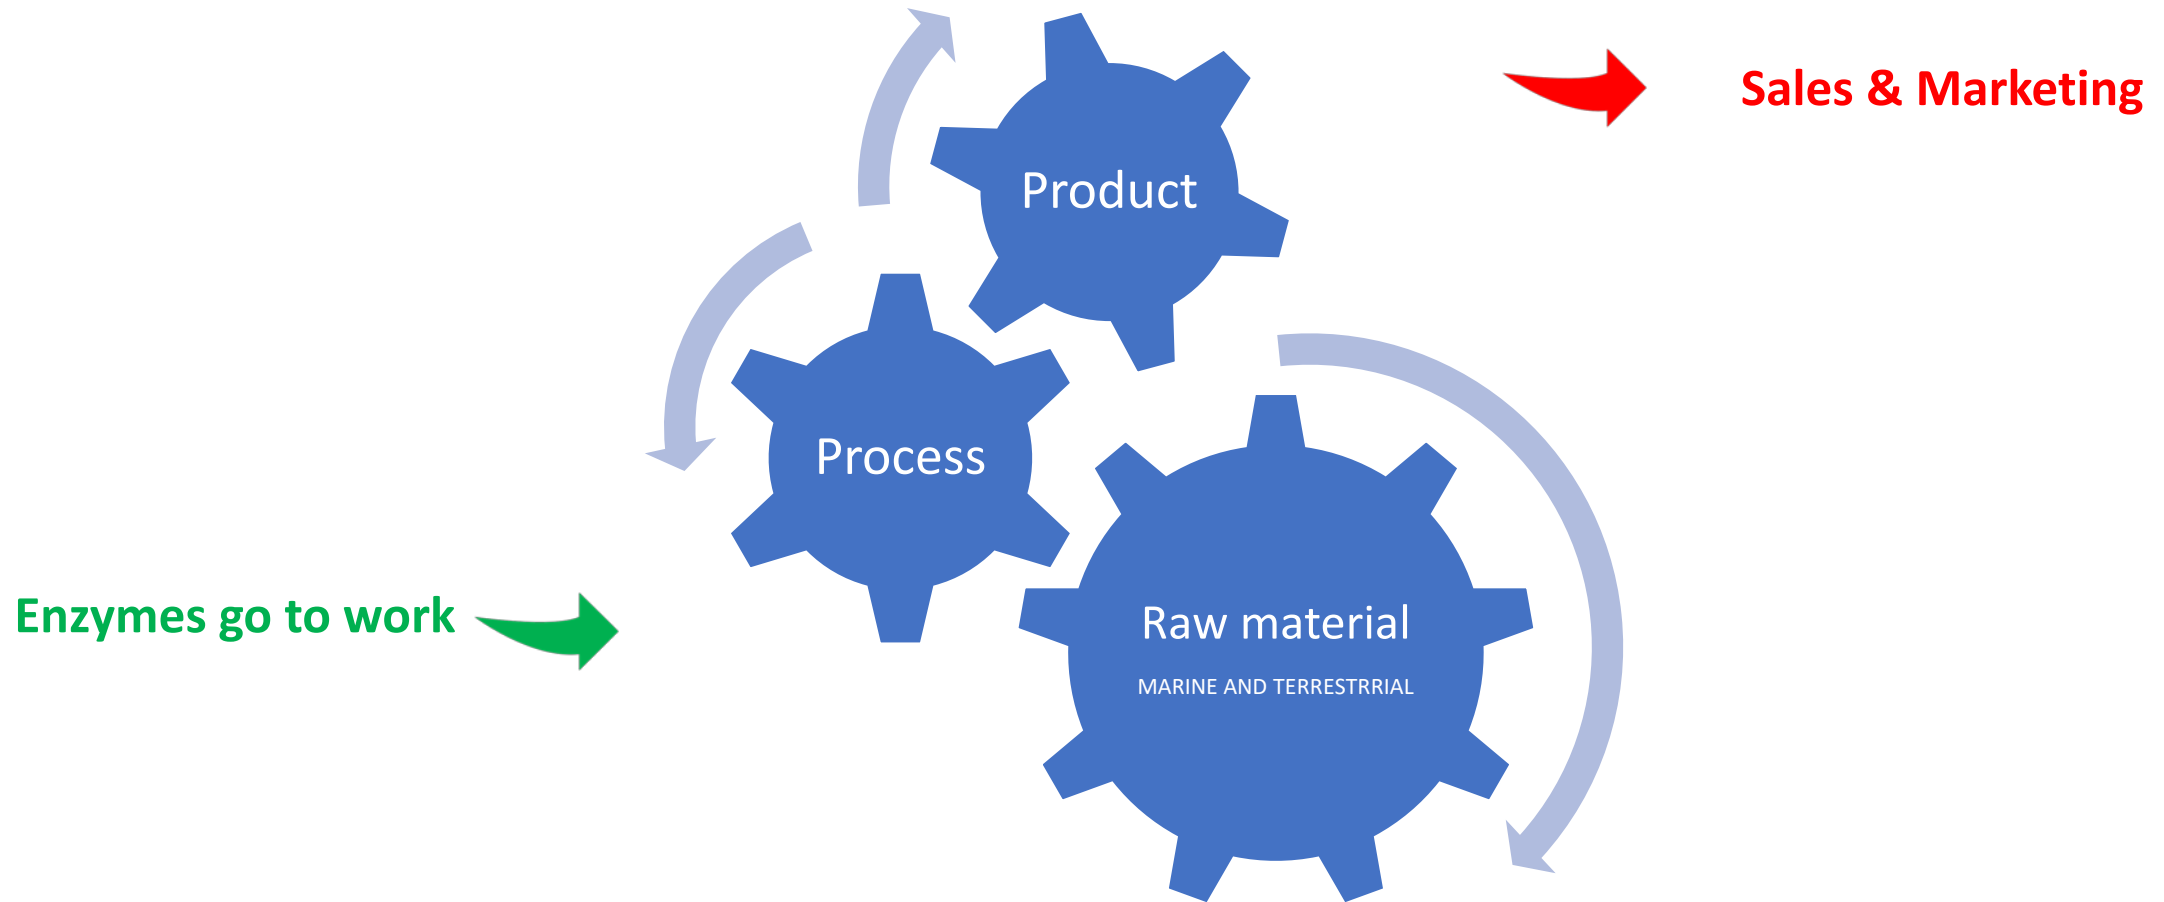 Sales & Marketing
Product
Process
Enzymes go to work
Raw material
MARINE AND TERRESTRRIAL